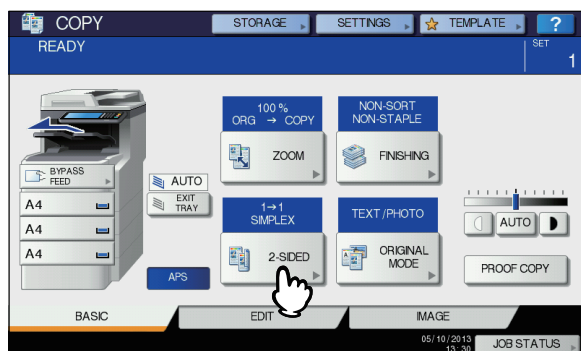 COPY
STORAGE
SETTINGS
TEMPLATE
?
READY
SET
1
100 %
ORG → COPY
NON-SORT
NON-STAPLE
ZOOM
FINISHING
BYPASS
FEED
AUTO
EXIT
TRAY
A4
A4
A4
1→1
SIMPLEX
TEXT/PHOTO
2-SIDED
ORIGINAL
MODE
AUTO
APS
PROOF COPY
BASIC
EDIT
IMAGE
05/10/2013
13:30
JOB STATUS